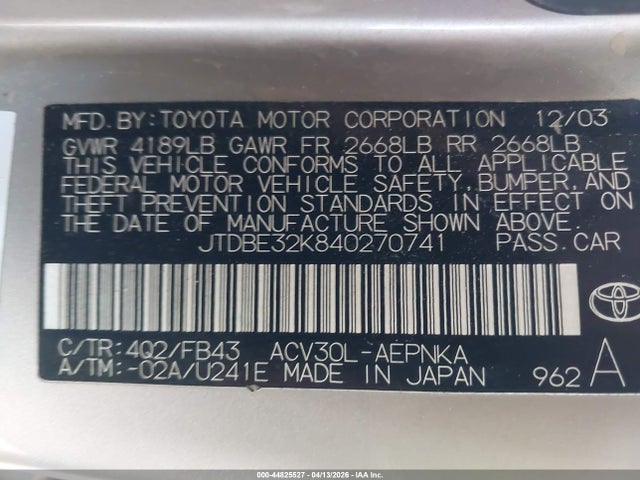 MFD. BY: TOYOTA MOTOR CORPORATION 12/03
GVWR 4189LB GAWR FR 2668LB RR 2668LB
THIS VEHICLE CONFORMS TO ALL APPLICABLE
FEDERAL MOTOR VEHICLE SAFETY, BUMPER, AND
THEFT PREVENTION STANDARDS IN EFFECT ON
THE DATE OF MANUFACTURE SHOWN ABOVE.
JTDBE32K840270741 PASS. CAR
C/TR: 4Q2/FB43 ACV30L-AEPNKA
A/TM: -02A/U241E MADE IN JAPAN 962 A
000-44825527 - 04/13/2026 - IAA Inc.